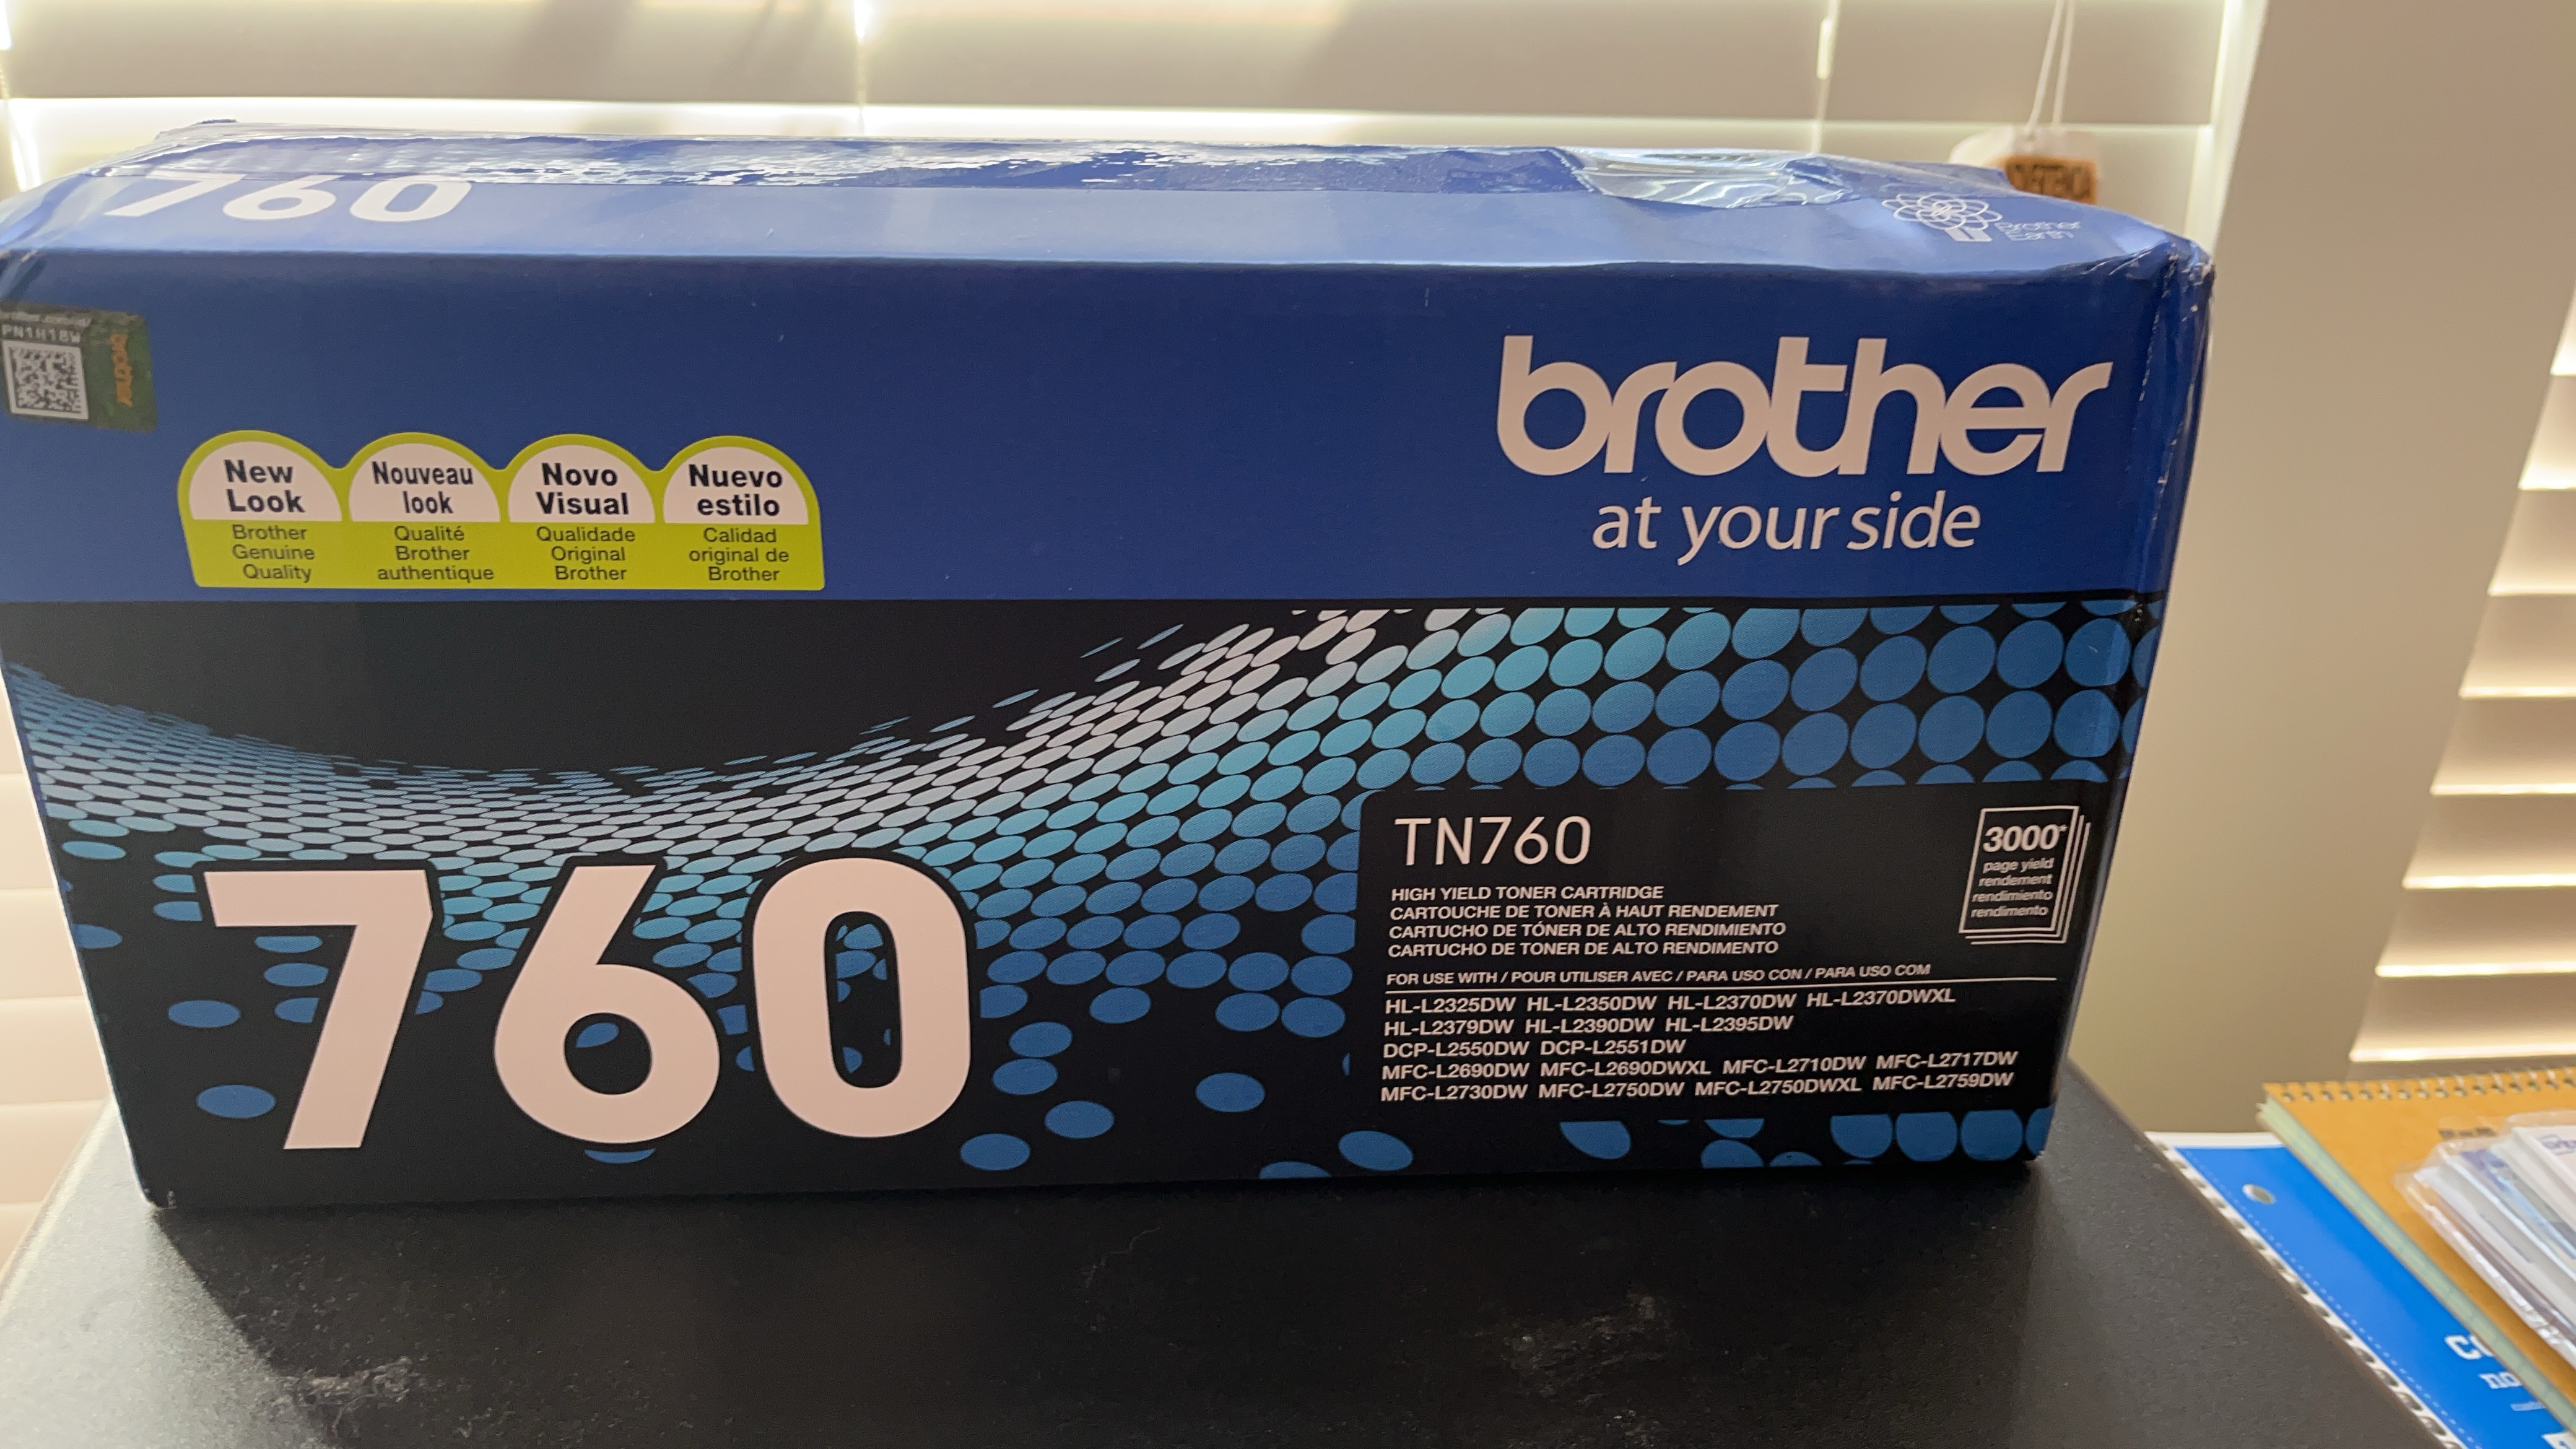 760
Brother
Earth
PN1H18W
brother
brother
at your side
New
Look
Brother
Genuine
Quality
Nouveau
look
Qualité
Brother
authentique
Novo
Visual
Qualidade
Original
Brother
Nuevo
estilo
Calidad
original de
Brother
760
TN760
HIGH YIELD TONER CARTRIDGE
CARTOUCHE DE TONER À HAUT RENDEMENT
CARTUCHO DE TÓNER DE ALTO RENDIMIENTO
CARTUCHO DE TONER DE ALTO RENDIMENTO
3000*
page yield
rendement
rendimiento
rendimento
FOR USE WITH / POUR UTILISER AVEC / PARA USO CON / PARA USO COM
HL-L2325DW HL-L2350DW HL-L2370DW HL-L2370DWXL
HL-L2379DW HL-L2390DW HL-L2395DW
DCP-L2550DW DCP-L2551DW
MFC-L2690DW MFC-L2690DWXL MFC-L2710DW MFC-L2717DW
MFC-L2730DW MFC-L2750DW MFC-L2750DWXL MFC-L2759DW